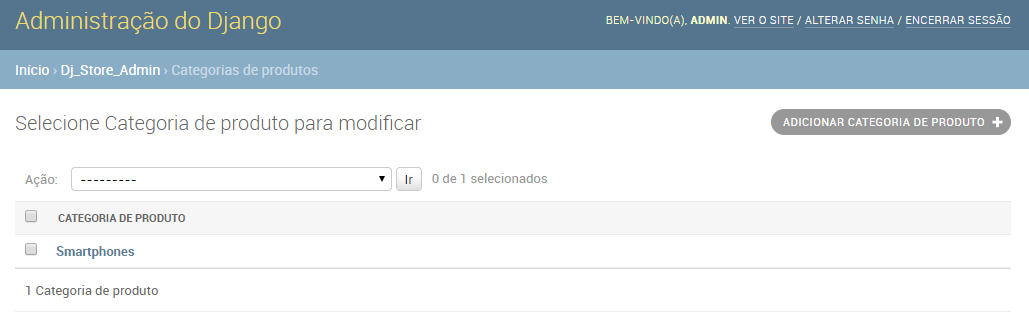 Administração do Django
BEM-VINDO(A), ADMIN. VER O SITE / ALTERAR SENHA / ENCERRAR SESSÃO
Início › Dj_Store_Admin › Categorias de produtos
Selecione Categoria de produto para modificar
ADICIONAR CATEGORIA DE PRODUTO +
Ação: --------- Ir 0 de 1 selecionados
CATEGORIA DE PRODUTO
Smartphones
1 Categoria de produto